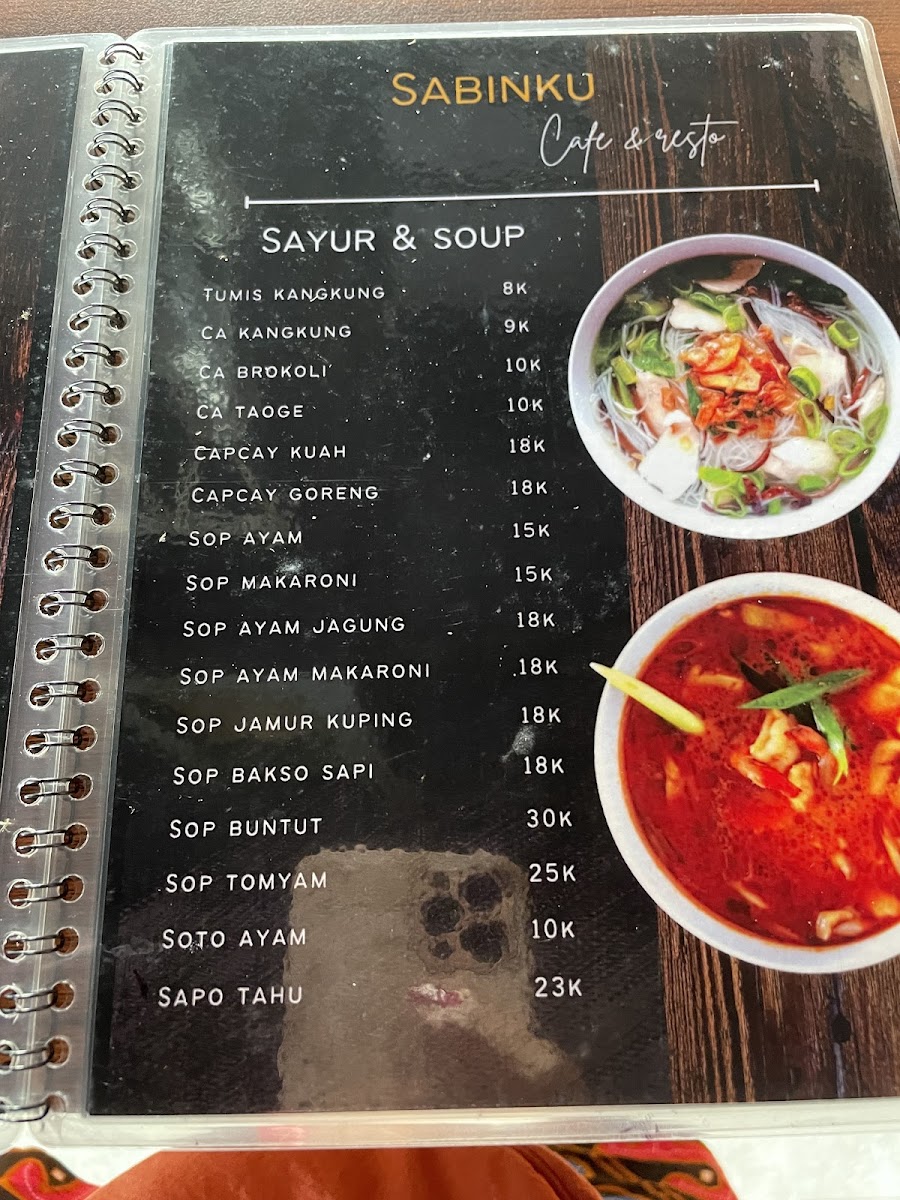 SABINKU
Cafe & resto
SAYUR & SOUP
TUMIS KANGKUNG 8K
CA KANGKUNG 9K
CA BROKOLI 10K
CA TAOGE 10K
CAPCAY KUAH 18K
CAPCAY GORENG 18K
SOP AYAM 15K
SOP MAKARONI 15K
SOP AYAM JAGUNG 18K
SOP AYAM MAKARONI 18K
SOP JAMUR KUPING 18K
SOP BAKSO SAPI 18K
SOP BUNTUT 30K
SOP TOMYAM 25K
SOTO AYAM 10K
SAPO TAHU 23K